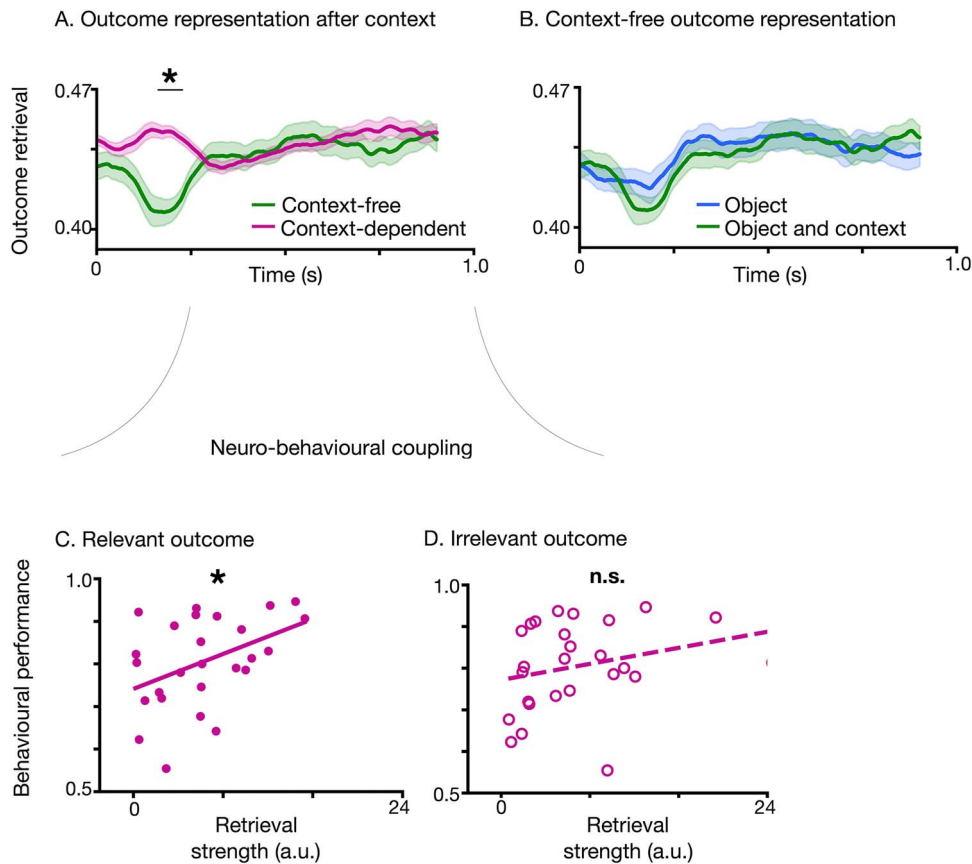 A. Outcome representation after context
B. Context-free outcome representation
Outcome retrieval
0.47
*
0.40
Context-free
Context-dependent
0
Time (s)
1.0
0.47
0.40
Object
Object and context
0
Time (s)
1.0
Neuro-behavioural coupling
C. Relevant outcome
D. Irrelevant outcome
Behavioural performance
1.0
*
0.5
0
24
Retrieval
strength (a.u.)
n.s.
1.0
0.5
0
24
Retrieval
strength (a.u.)